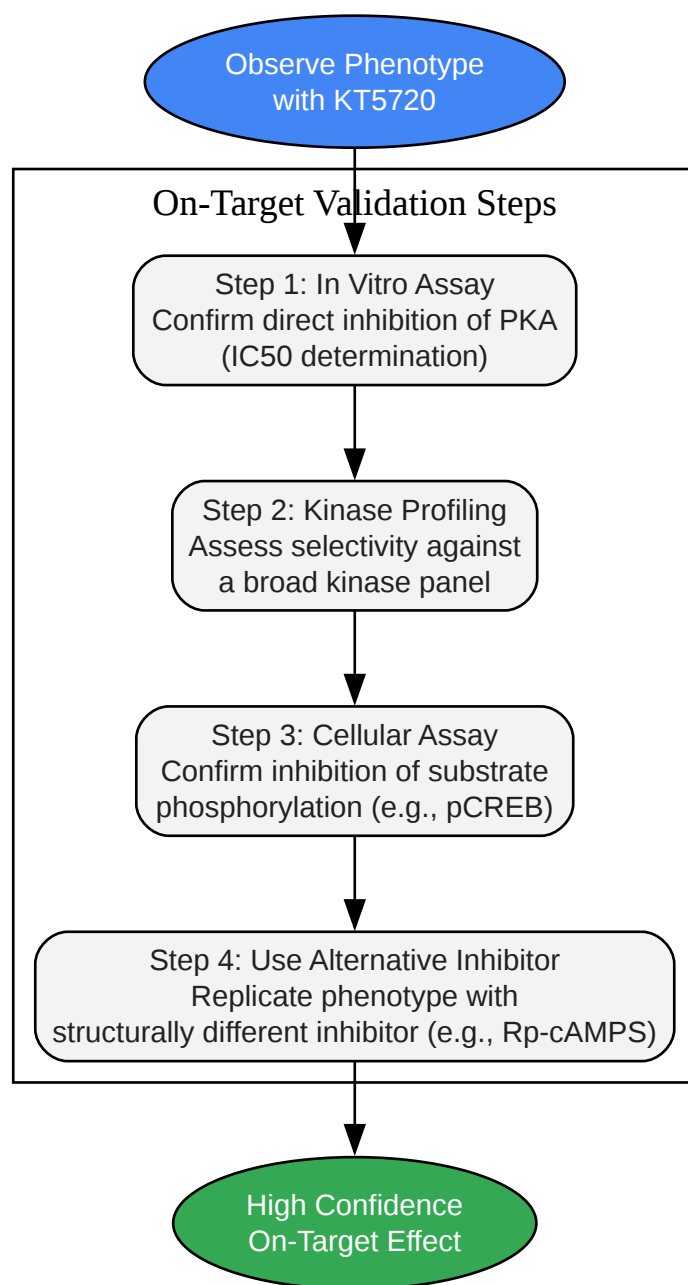 Observe Phenotype
with KT5720
On-Target Validation Steps
Step 1: In Vitro Assay
Confirm direct inhibition of PKA
(IC50 determination)
Step 2: Kinase Profiling
Assess selectivity against
a broad kinase panel
Step 3: Cellular Assay
Confirm inhibition of substrate
phosphorylation (e.g., pCREB)
Step 4: Use Alternative Inhibitor
Replicate phenotype with
structurally different inhibitor (e.g., Rp-cAMPS)
High Confidence
On-Target Effect